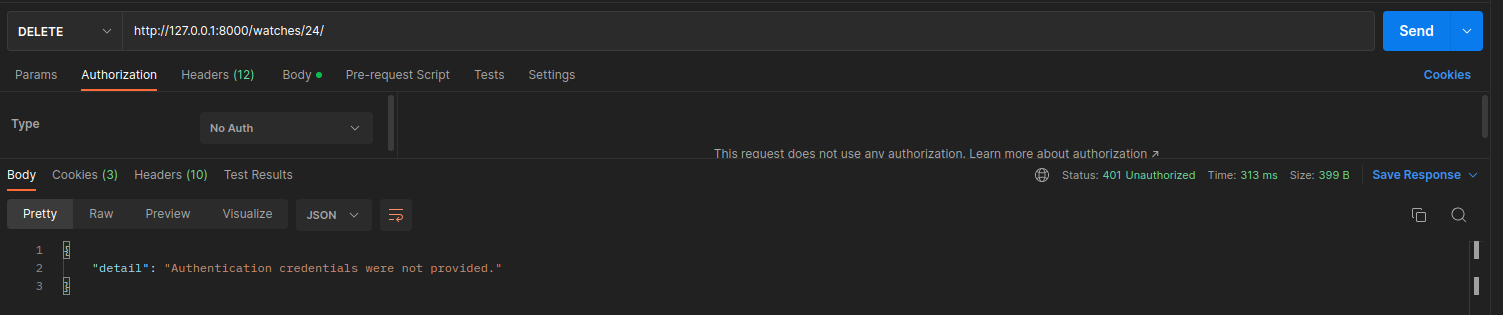 DELETE http://127.0.0.1:8000/watches/24/ Send
Params Authorization Headers (12) Body Pre-request Script Tests Settings Cookies
Type No Auth
This request does not use any authorization. Learn more about authorization ↗
Body Cookies (3) Headers (10) Test Results Status: 401 Unauthorized Time: 313 ms Size: 399 B Save Response
Pretty Raw Preview Visualize JSON
1 {
2 "detail": "Authentication credentials were not provided."
3 }